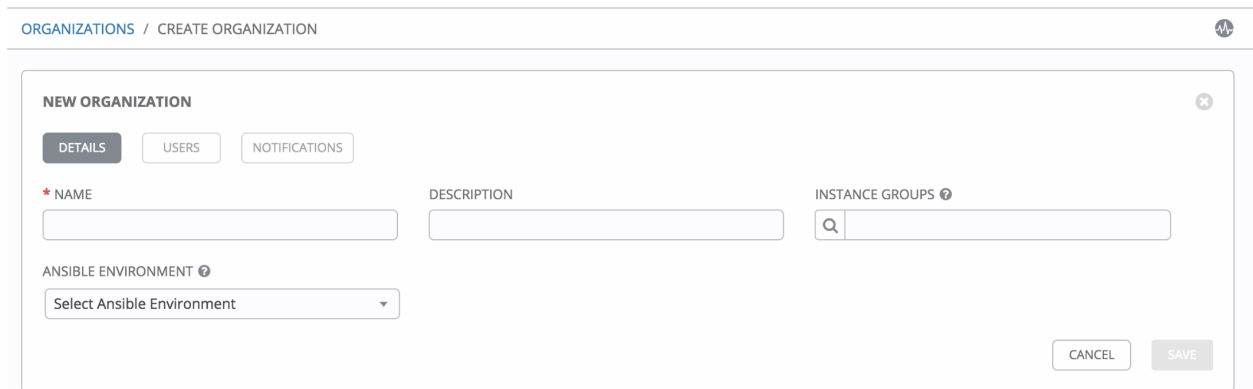 ORGANIZATIONS / CREATE ORGANIZATION
NEW ORGANIZATION
DETAILS USERS NOTIFICATIONS
* NAME DESCRIPTION INSTANCE GROUPS ?
ANSIBLE ENVIRONMENT ?
Select Ansible Environment
CANCEL SAVE